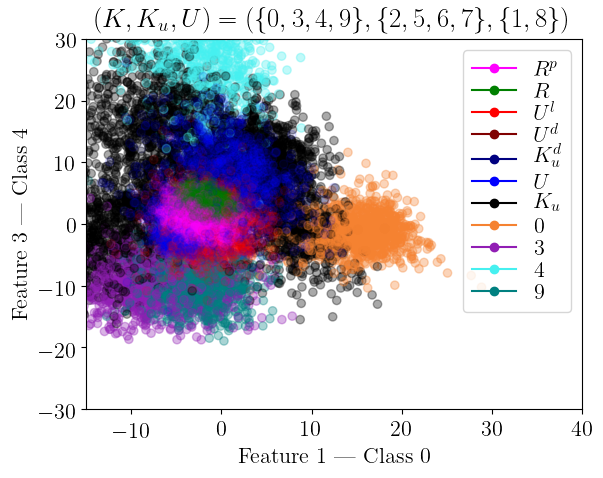 (K, K_u, U) = ({0, 3, 4, 9}, {2, 5, 6, 7}, {1, 8})
30
20
10
0
−10
−20
−30
Feature 3 — Class 4
R^p
R
U^l
U^d
K_u^d
U
K_u
0
3
4
9
−10
0
10
20
30
40
Feature 1 — Class 0